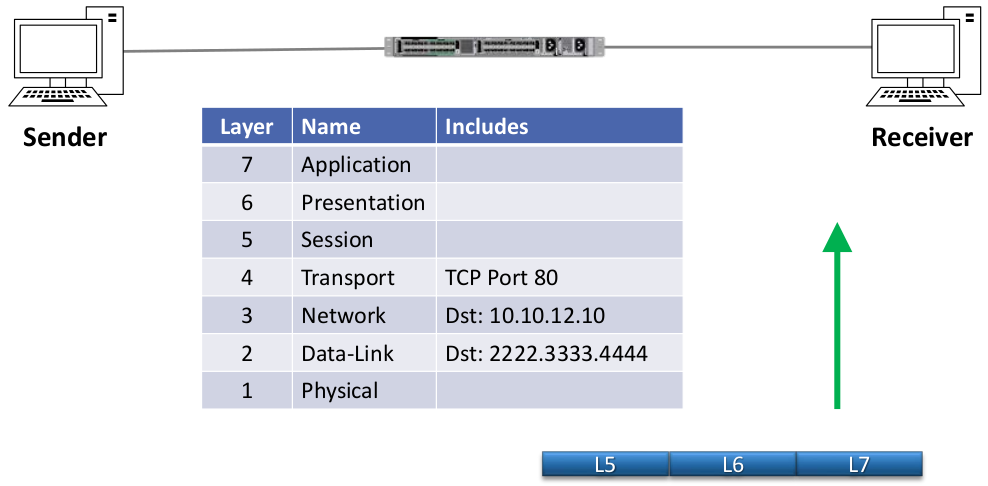 Sender
Receiver
Layer Name Includes
7 Application
6 Presentation
5 Session
4 Transport TCP Port 80
3 Network Dst: 10.10.12.10
2 Data-Link Dst: 2222.3333.4444
1 Physical
L5 L6 L7